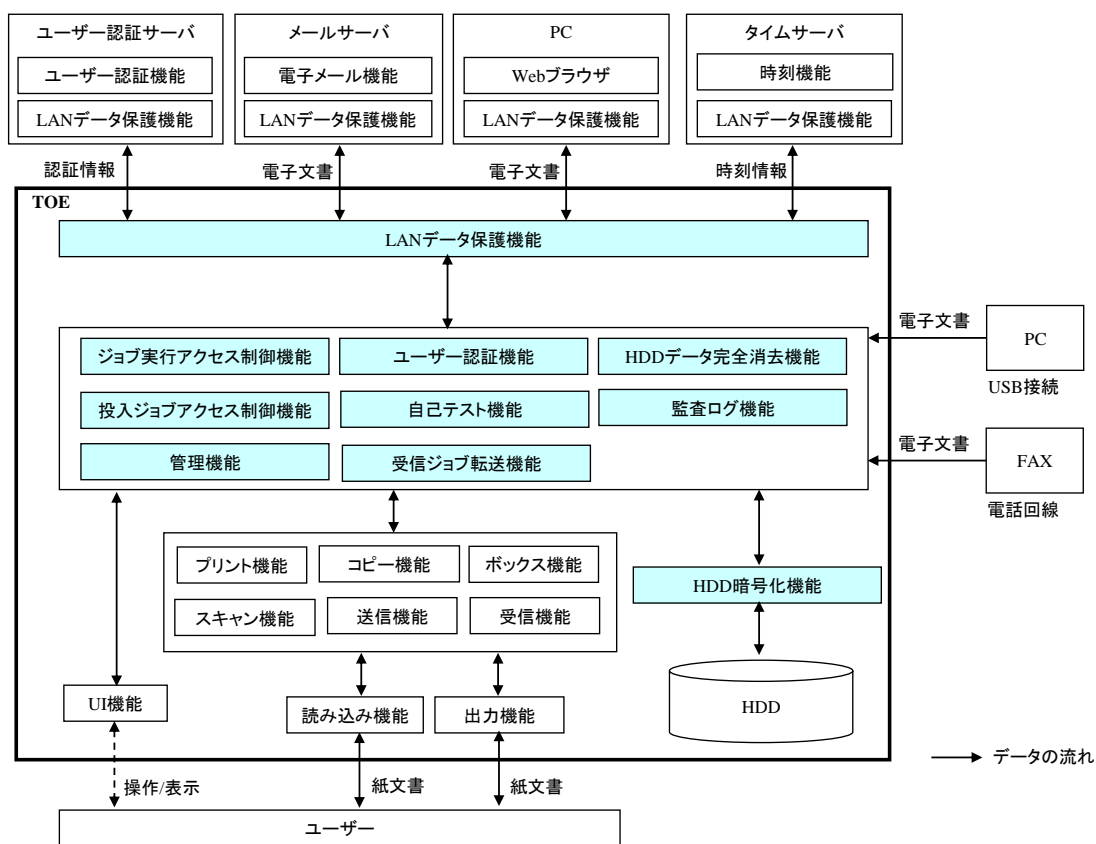 ユーザー認証サーバ
ユーザー認証機能
LANデータ保護機能
メールサーバ
電子メール機能
LANデータ保護機能
PC
Webブラウザ
LANデータ保護機能
タイムサーバ
時刻機能
LANデータ保護機能
認証情報
電子文書
電子文書
時刻情報
TOE
LANデータ保護機能
ジョブ実行アクセス制御機能
ユーザー認証機能
HDDデータ完全消去機能
投入ジョブアクセス制御機能
自己テスト機能
監査ログ機能
管理機能
受信ジョブ転送機能
電子文書
PC
USB接続
電子文書
FAX
電話回線
プリント機能
コピー機能
ボックス機能
スキャン機能
送信機能
受信機能
HDD暗号化機能
HDD
UI機能
読み込み機能
出力機能
データの流れ
操作/表示
紙文書
紙文書
ユーザー